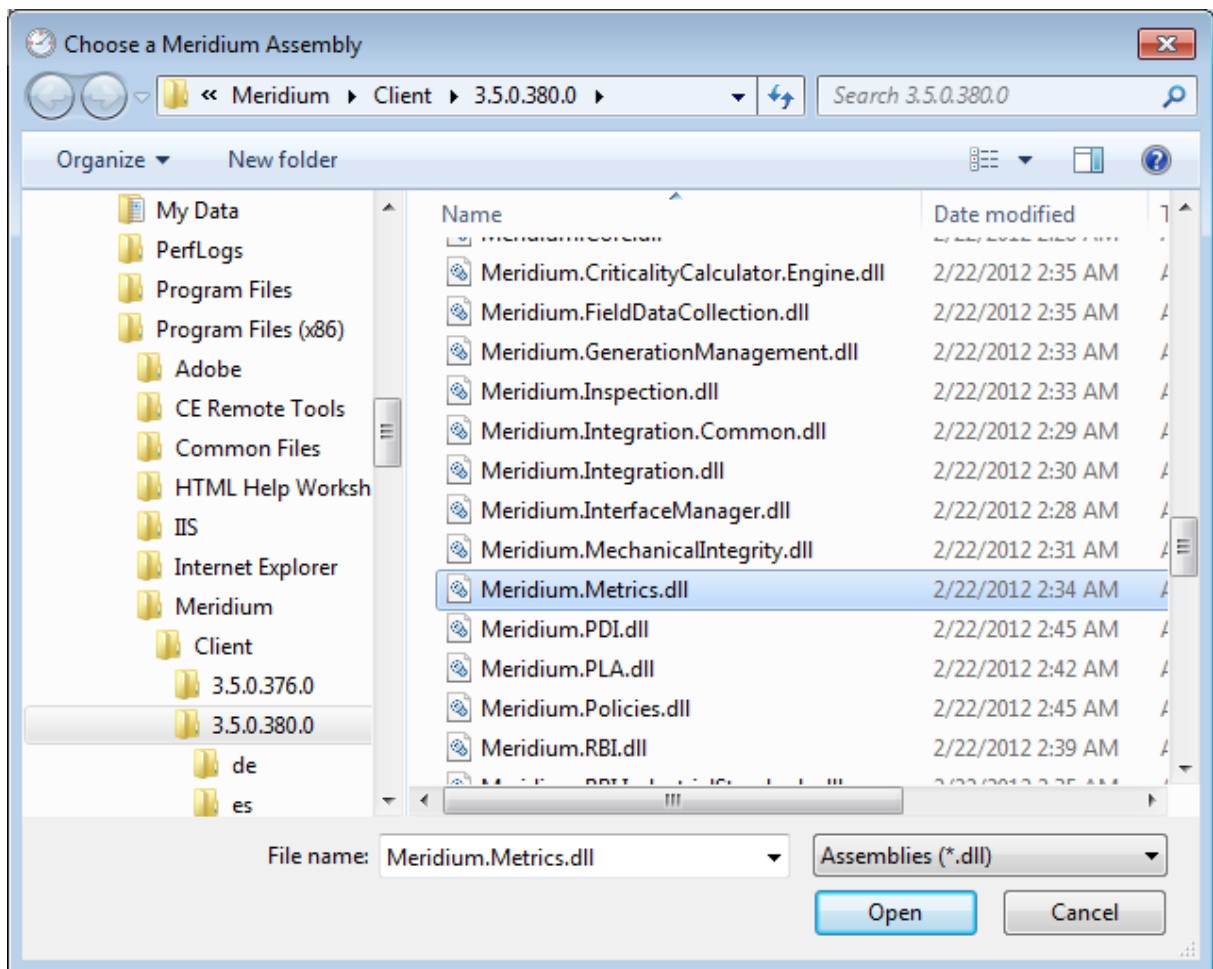 Choose a Meridium Assembly
« Meridium Client 3.5.0.380.0 Search 3.5.0.380.0
Organize New folder
My Data
PerfLogs
Program Files
Program Files (x86)
Adobe
CE Remote Tools
Common Files
HTML Help Worksh
IIS
Internet Explorer
Meridium
Client
3.5.0.376.0
3.5.0.380.0
de
es
Name Date modified
Meridium.CriticalityCalculator.Engine.dll 2/22/2012 2:35 AM
Meridium.FieldDataCollection.dll 2/22/2012 2:35 AM
Meridium.GenerationManagement.dll 2/22/2012 2:33 AM
Meridium.Inspection.dll 2/22/2012 2:33 AM
Meridium.Integration.Common.dll 2/22/2012 2:29 AM
Meridium.Integration.dll 2/22/2012 2:30 AM
Meridium.InterfaceManager.dll 2/22/2012 2:28 AM
Meridium.MechanicalIntegrity.dll 2/22/2012 2:31 AM
Meridium.Metrics.dll 2/22/2012 2:34 AM
Meridium.PDI.dll 2/22/2012 2:45 AM
Meridium.PLA.dll 2/22/2012 2:42 AM
Meridium.Policies.dll 2/22/2012 2:45 AM
Meridium.RBI.dll 2/22/2012 2:39 AM
File name: Meridium.Metrics.dll Assemblies (*.dll)
Open Cancel